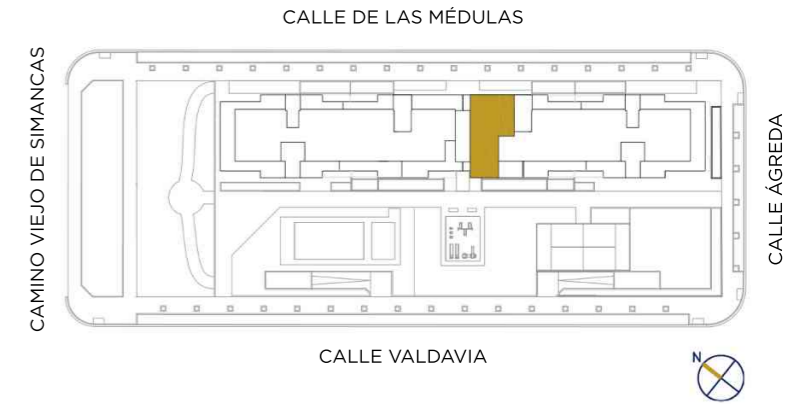 CALLE DE LAS MÉDULAS
CAMINO VIEJO DE SIMANCAS
CALLE ÁGREDA
CALLE VALDAVIA
N